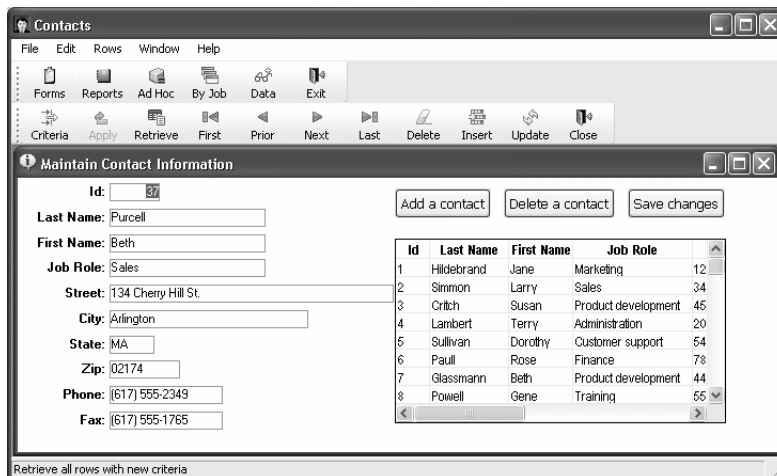 Contacts
File Edit Rows Window Help
Forms Reports Ad Hoc By Job Data Exit
Criteria Apply Retrieve First Prior Next Last Delete Insert Update Close
Maintain Contact Information
Id: 37
Last Name: Purcell
First Name: Beth
Job Role: Sales
Street: 134 Cherry Hill St.
City: Arlington
State: MA
Zip: 02174
Phone: (617) 555-2349
Fax: (617) 555-1765
Add a contact Delete a contact Save changes
Id Last Name First Name Job Role
1 Hildebrand Jane Marketing 12
2 Simmon Larry Sales 34
3 Critch Susan Product development 45
4 Lambert Terry Administration 20
5 Sullivan Dorothy Customer support 54
6 Paull Rose Finance 78
7 Glassmann Beth Product development 44
8 Powell Gene Training 55
Retrieve all rows with new criteria